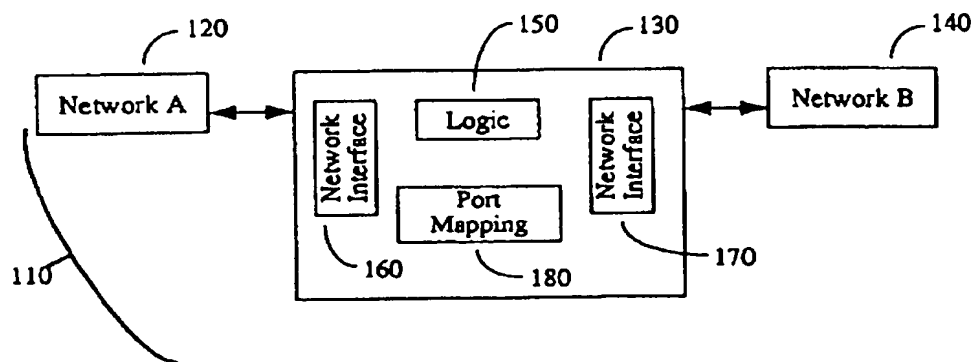 120
150
130
140
Network A
Logic
Network B
Network
Interface
Network
Interface
Port
Mapping
110
160
180
170